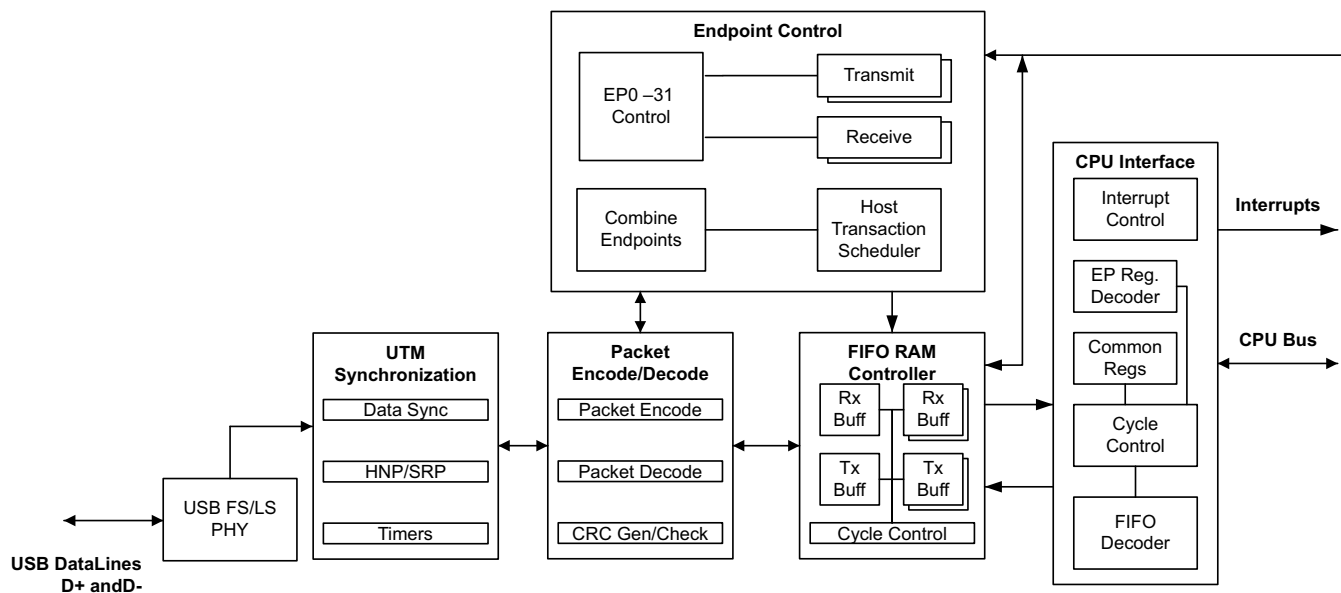 Endpoint Control
EP0 –31
Control
Transmit
Receive
Combine
Endpoints
Host
Transaction
Scheduler
CPU Interface
Interrupt
Control
EP Reg.
Decoder
Common
Regs
Cycle
Control
FIFO
Decoder
Interrupts
CPU Bus
UTM
Synchronization
Data Sync
HNP/SRP
Timers
Packet
Encode/Decode
Packet Encode
Packet Decode
CRC Gen/Check
FIFO RAM
Controller
Rx
Buff
Rx
Buff
Tx
Buff
Tx
Buff
Cycle Control
USB FS/LS
PHY
USB DataLines
D+ andD-